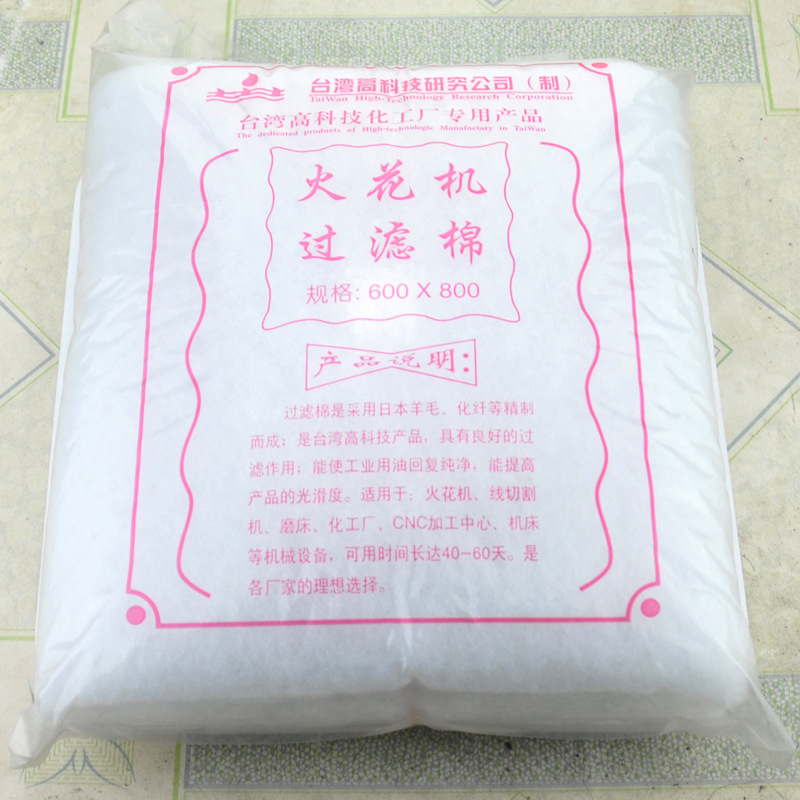 台湾高科技研究公司（制）
TaiWan High-Technology Research Corporation
台湾高科技化工厂专用产品
The dedicated products of High-technologic Manafactary in TaiWan
火花机
过滤棉
规格: 600 X 800
产品说明:
过滤棉是采用日本羊毛、化纤等精制
而成；是台湾高科技产品，具有良好的过
滤作用；能使工业用油回复纯净，能提高
产品的光滑度。适用于：火花机、线切割
机、磨床、化工厂、CNC加工中心、机床
等机械设备，可用时间长达40-60天。是
各厂家的理想选择。